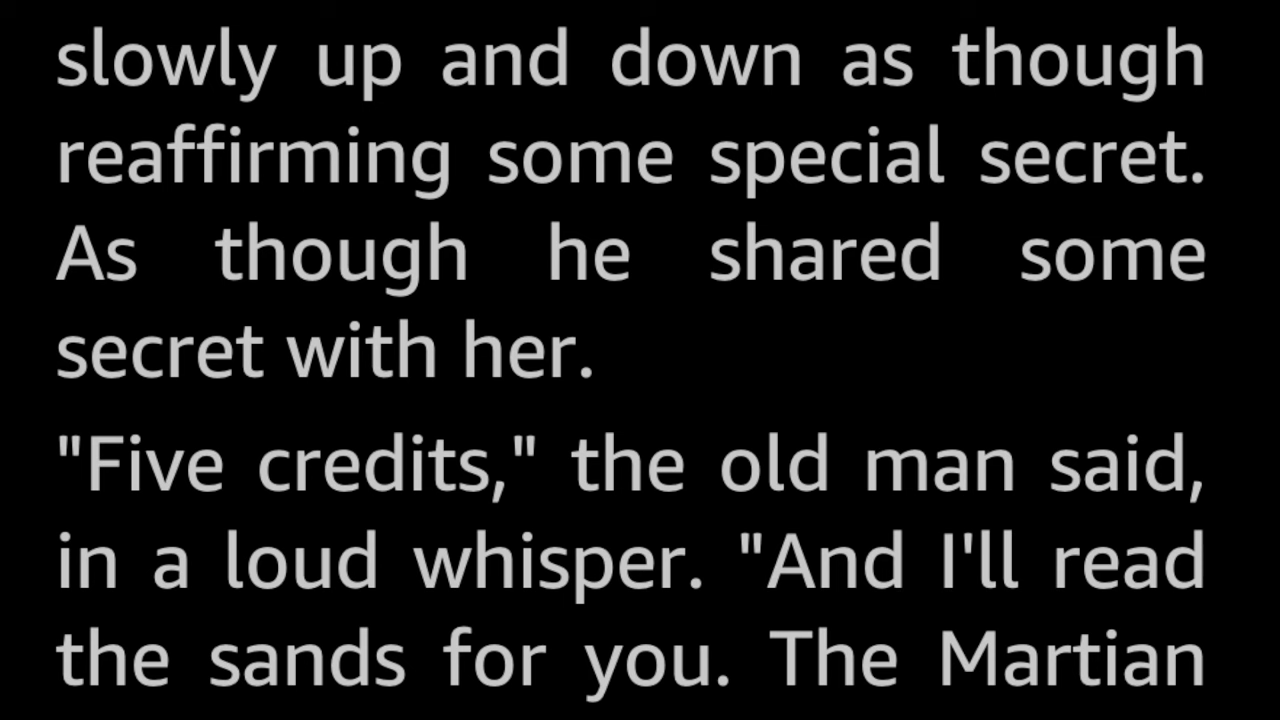 slowly up and down as though
reaffirming some special secret.
As though he shared some
secret with her.
"Five credits," the old man said,
in a loud whisper. "And I'll read
the sands for you. The Martian